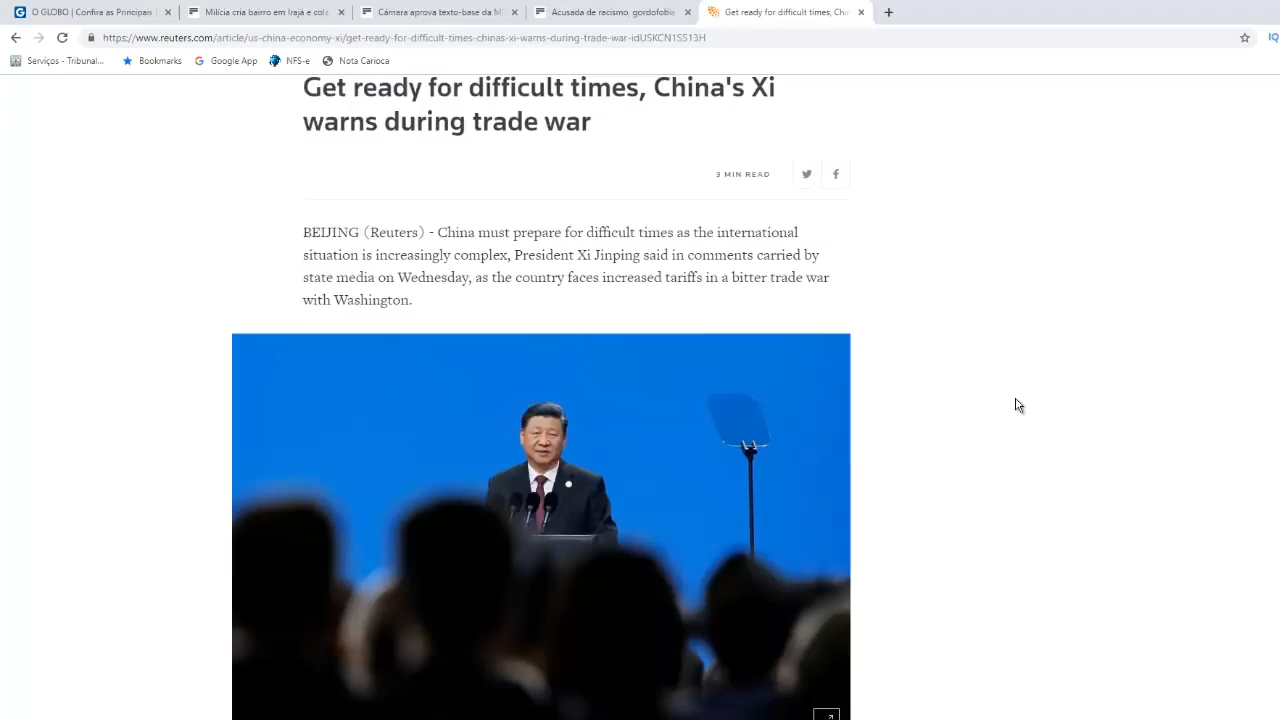 O GLOBO | Confira as Principais
Milícia cria bairro em Irajá e cola
Câmara aprova texto-base da M
Acusada de racismo, gordofobia
Get ready for difficult times, Chin
https://www.reuters.com/article/us-china-economy-xi/get-ready-for-difficult-times-chinas-xi-warns-during-trade-war-idUSKCN1SS13H
IQ
Serviços - Tribunal...
Bookmarks
Google App
NFS-e
Nota Carioca
Get ready for difficult times, China's Xi
warns during trade war
3 MIN READ
BEIJING (Reuters) - China must prepare for difficult times as the international
situation is increasingly complex, President Xi Jinping said in comments carried by
state media on Wednesday, as the country faces increased tariffs in a bitter trade war
with Washington.